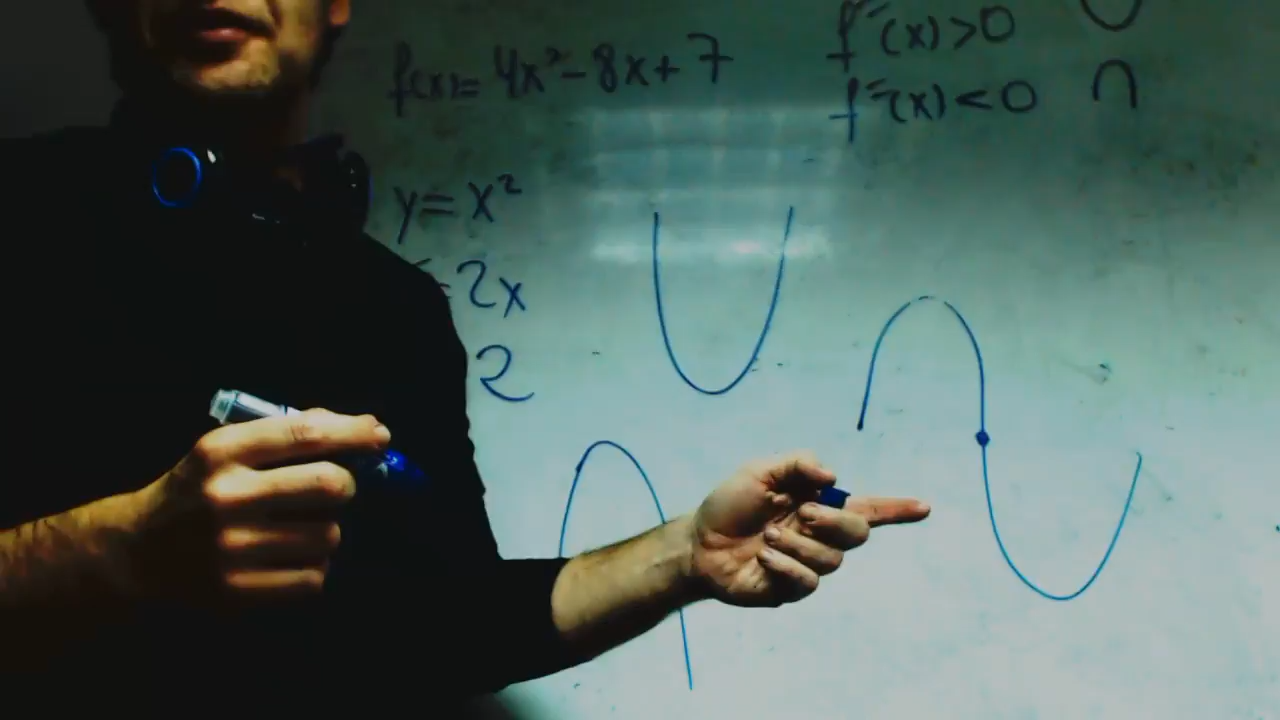 f(x)= 4x²-8x+7
f''(x)>0
f''(x)<0
y= x²
= 2x
2